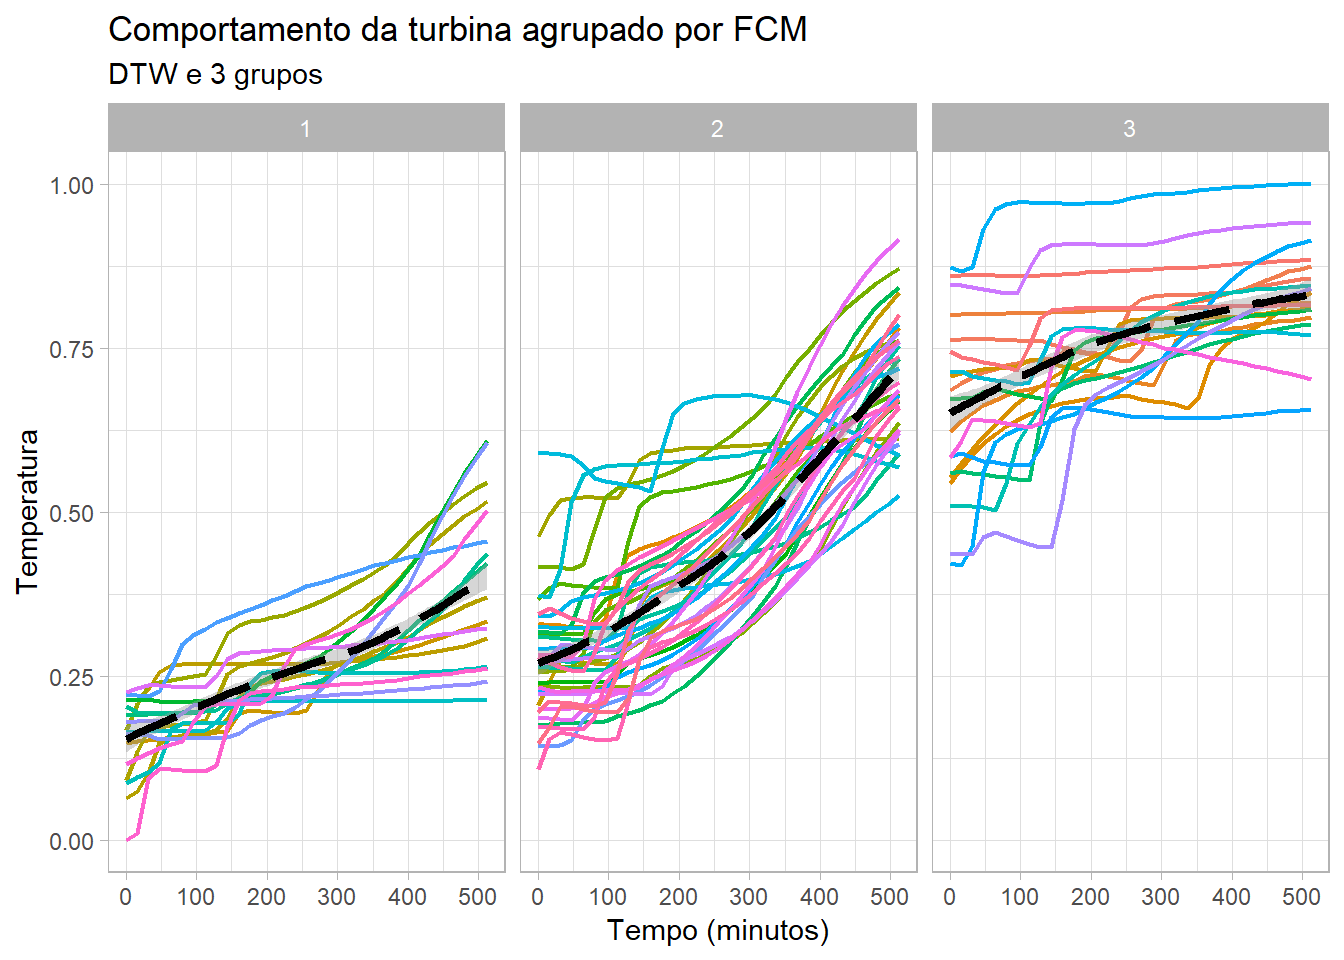 Comportamento da turbina agrupado por FCM
DTW e 3 grupos
1 2 3
1.00
0.75
0.50
0.25
0.00
Temperatura
0 100 200 300 400 500 0 100 200 300 400 500 0 100 200 300 400 500
Tempo (minutos)